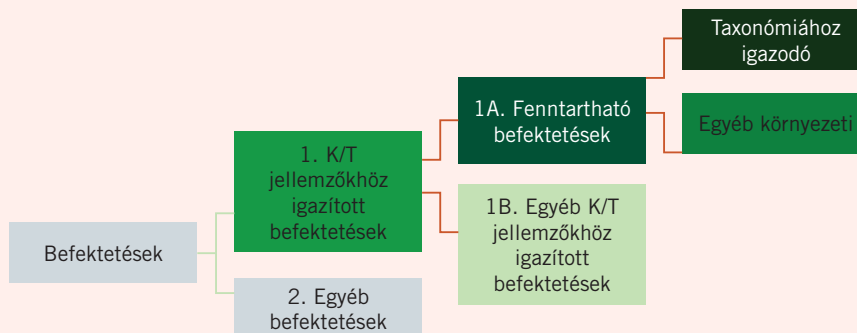 Taxonómiához
igazodó
1A. Fenntartható
befektetések
Egyéb környezeti
1. K/T
jellemzőkhöz
igazított
befektetések
1B. Egyéb K/T
jellemzőkhöz
igazított
befektetések
Befektetések
2. Egyéb
befektetések